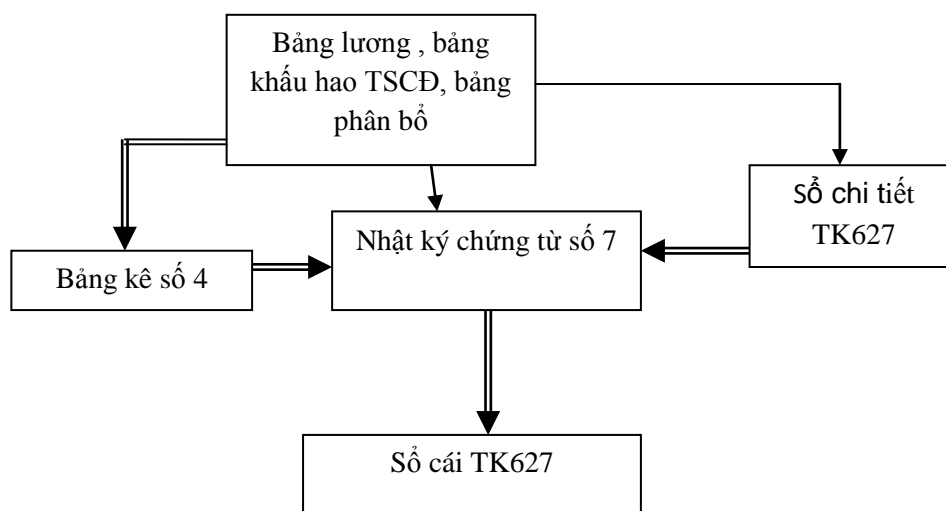 Bảng lương , bảng
khấu hao TSCĐ, bảng
phân bổ
Sổ chi tiết
TK627
Nhật ký chứng từ số 7
Bảng kê số 4
Sổ cái TK627